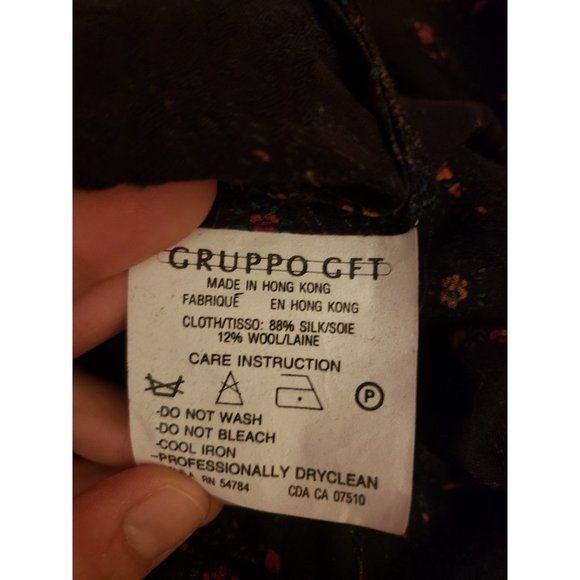 GRUPPO GFT
MADE IN HONG KONG
FABRIQUÉ EN HONG KONG
CLOTH/TISSO: 88% SILK/SOIE
12% WOOL/LAINE
CARE INSTRUCTION
P
-DO NOT WASH
-DO NOT BLEACH
-COOL IRON
-PROFESSIONALLY DRYCLEAN
RN 54784 CDA CA 07510